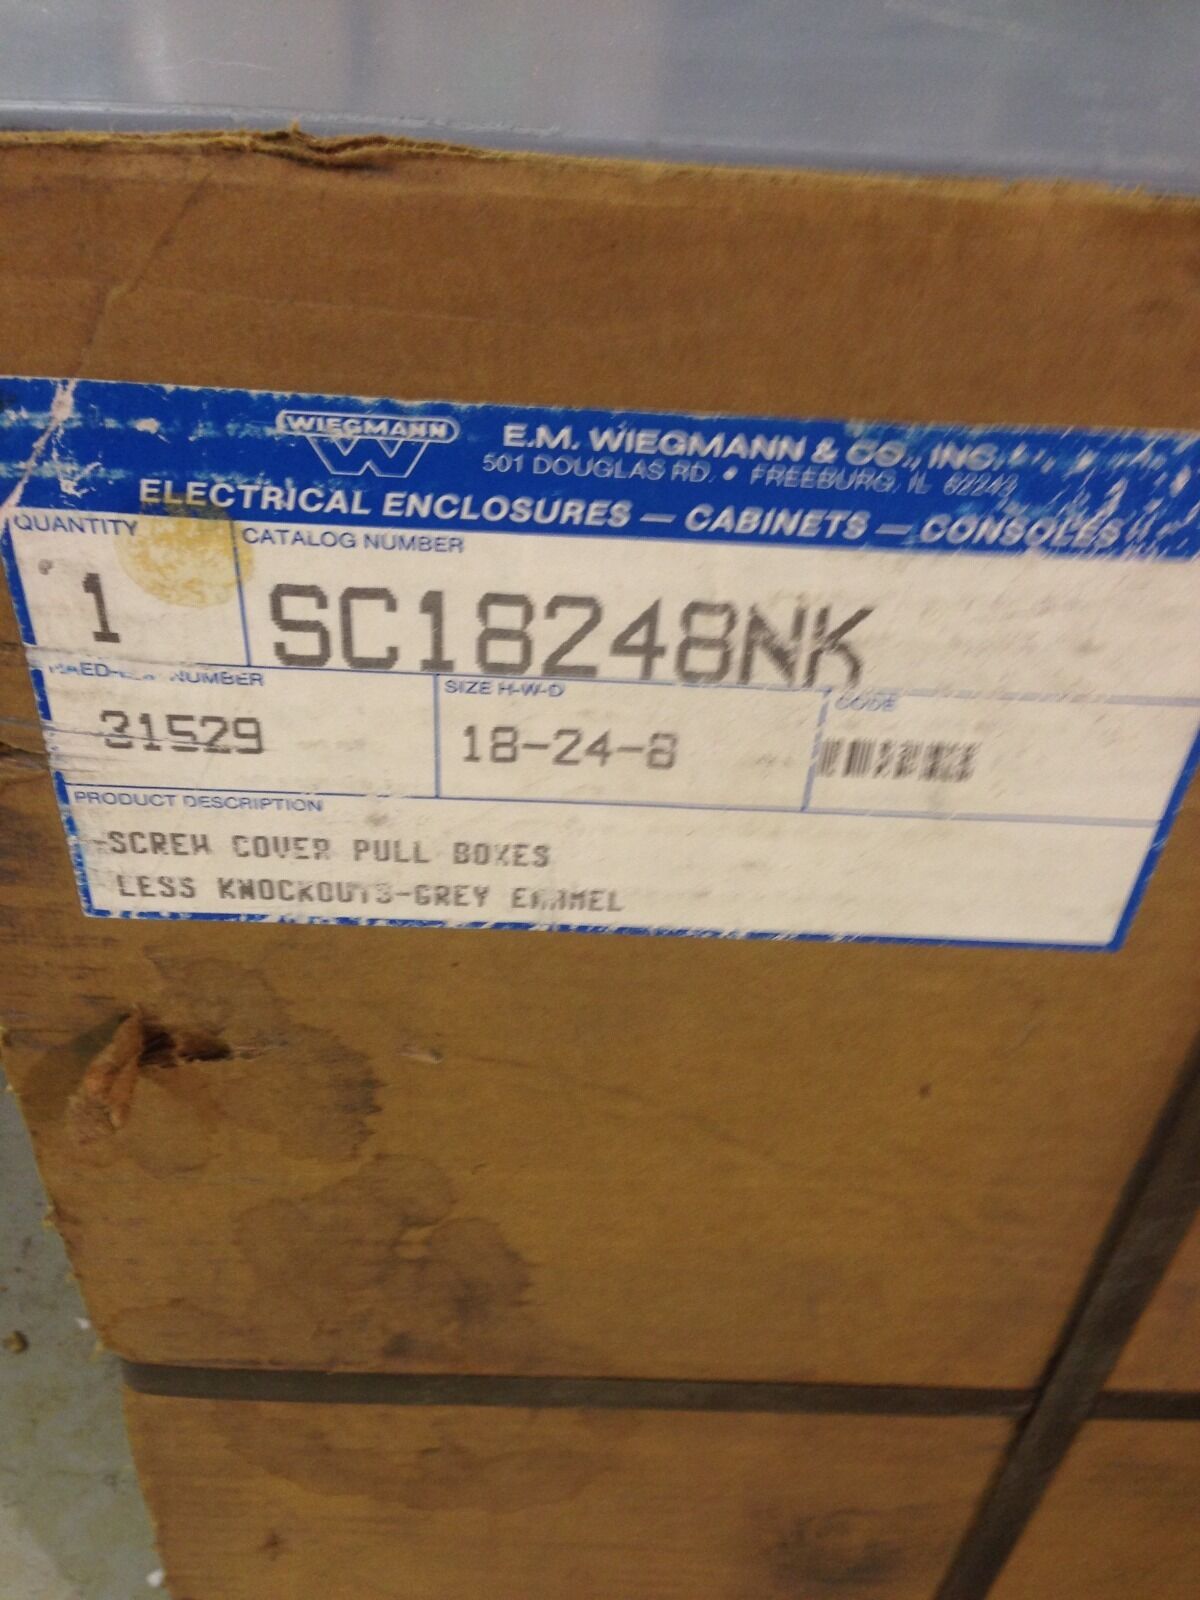 WIEGMANN
E.M. WIEGMANN & CO., INC.
501 DOUGLAS RD. • FREEBURG, IL 62243
ELECTRICAL ENCLOSURES — CABINETS — CONSOLES
QUANTITY
1
CATALOG NUMBER
SC18248NK
NUMBER
31529
SIZE H-W-D
18-24-8
CODE
PRODUCT DESCRIPTION
SCREW COVER PULL BOXES
LESS KNOCKOUTS-GREY ENAMEL